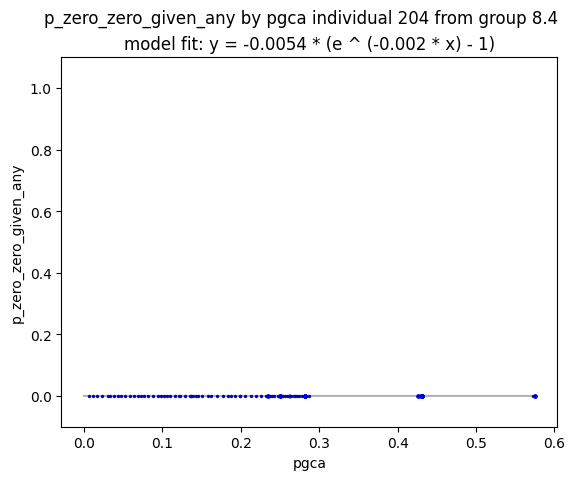 p_zero_zero_given_any by pgca individual 204 from group 8.4
model fit: y = -0.0054 * (e ^ (-0.002 * x) - 1)
1.0
0.8
0.6
0.4
0.2
0.0
p_zero_zero_given_any
0.0 0.1 0.2 0.3 0.4 0.5 0.6
pgca